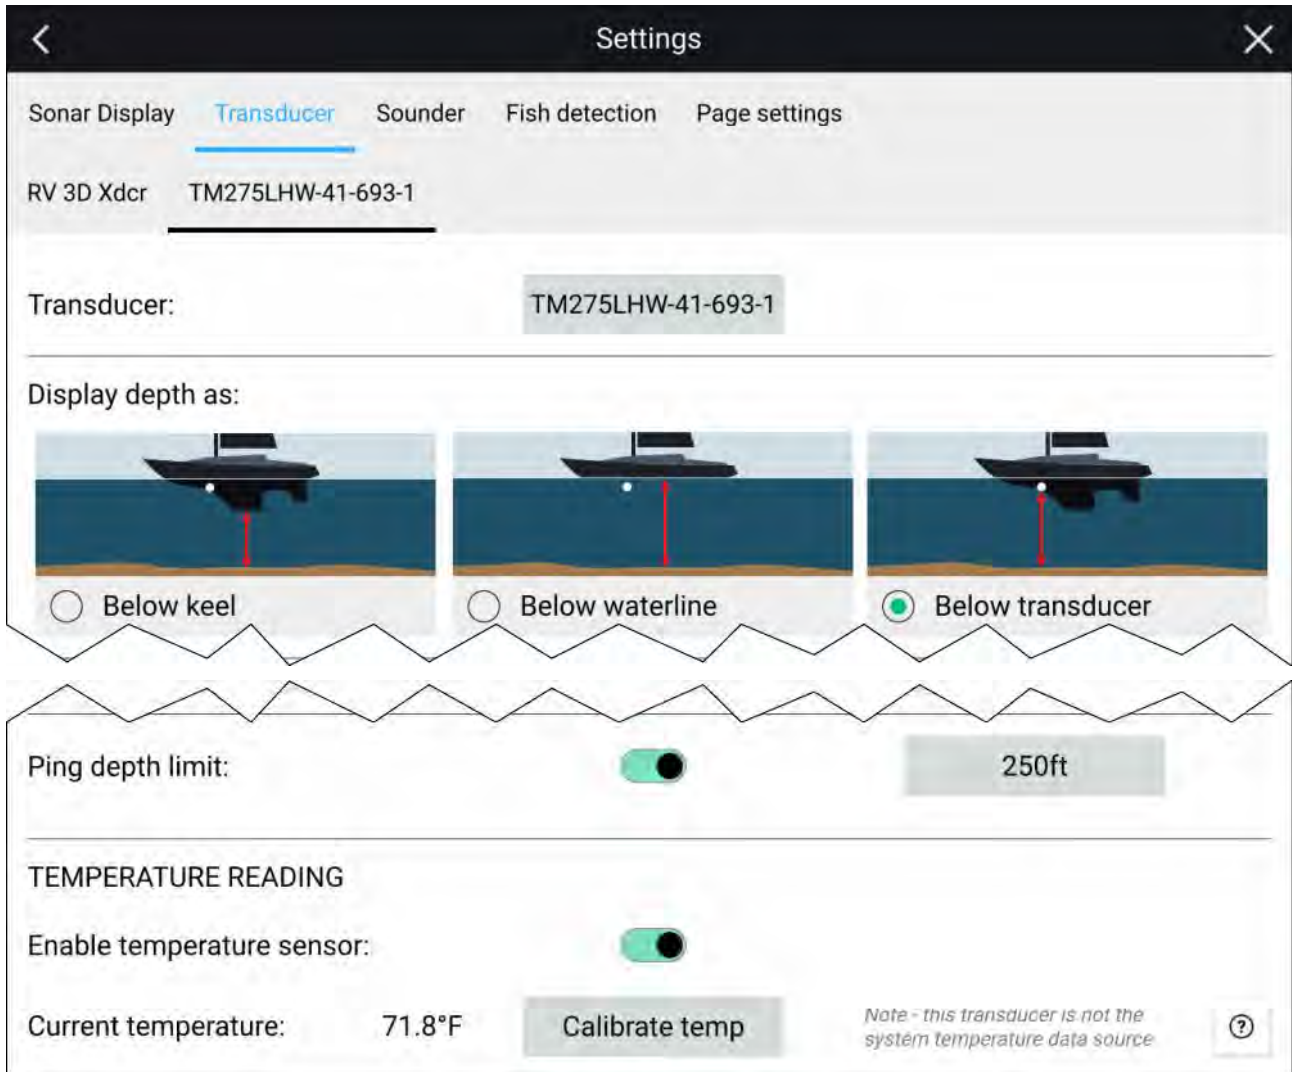 Settings
Sonar Display Transducer Sounder Fish detection Page settings
RV 3D Xdcr TM275LHW-41-693-1
Transducer: TM275LHW-41-693-1
Display depth as:
Below keel Below waterline Below transducer
Ping depth limit: 250ft
TEMPERATURE READING
Enable temperature sensor:
Current temperature: 71.8°F Calibrate temp Note - this transducer is not the
system temperature data source
?